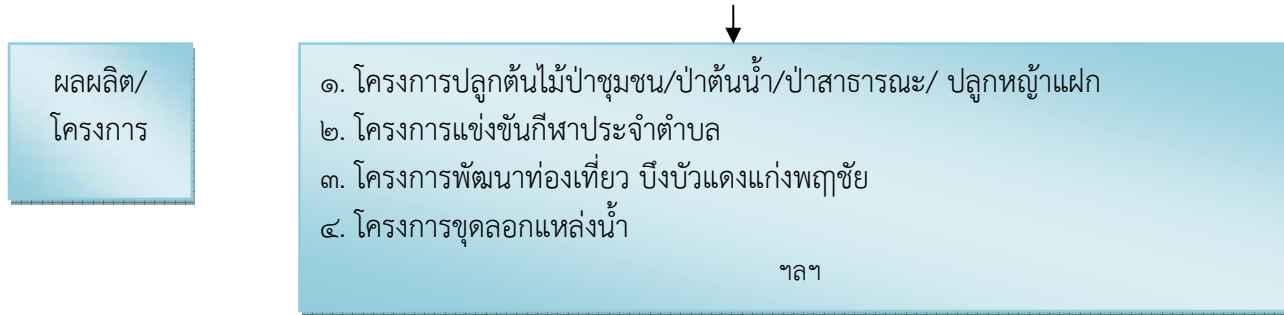 ผลผลิต/
โครงการ
๑. โครงการปลูกต้นไม้ป่าชุมชน/ป่าต้นน้ำ/ป่าสาธารณะ/ ปลูกหญ้าแฝก
๒. โครงการแข่งขันกีฬาประจำตำบล
๓. โครงการพัฒนาท่องเที่ยว บึงบัวแดงแก่งพฤๅชัย
๔. โครงการขุดลอกแหล่งน้ำ
ฯลฯ